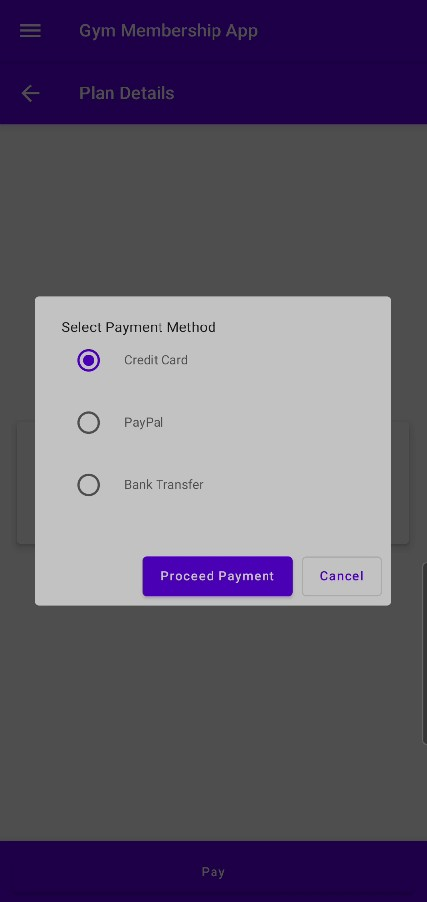 Gym Membership App
Plan Details
Select Payment Method
Credit Card
PayPal
Bank Transfer
Proceed Payment
Cancel
Pay